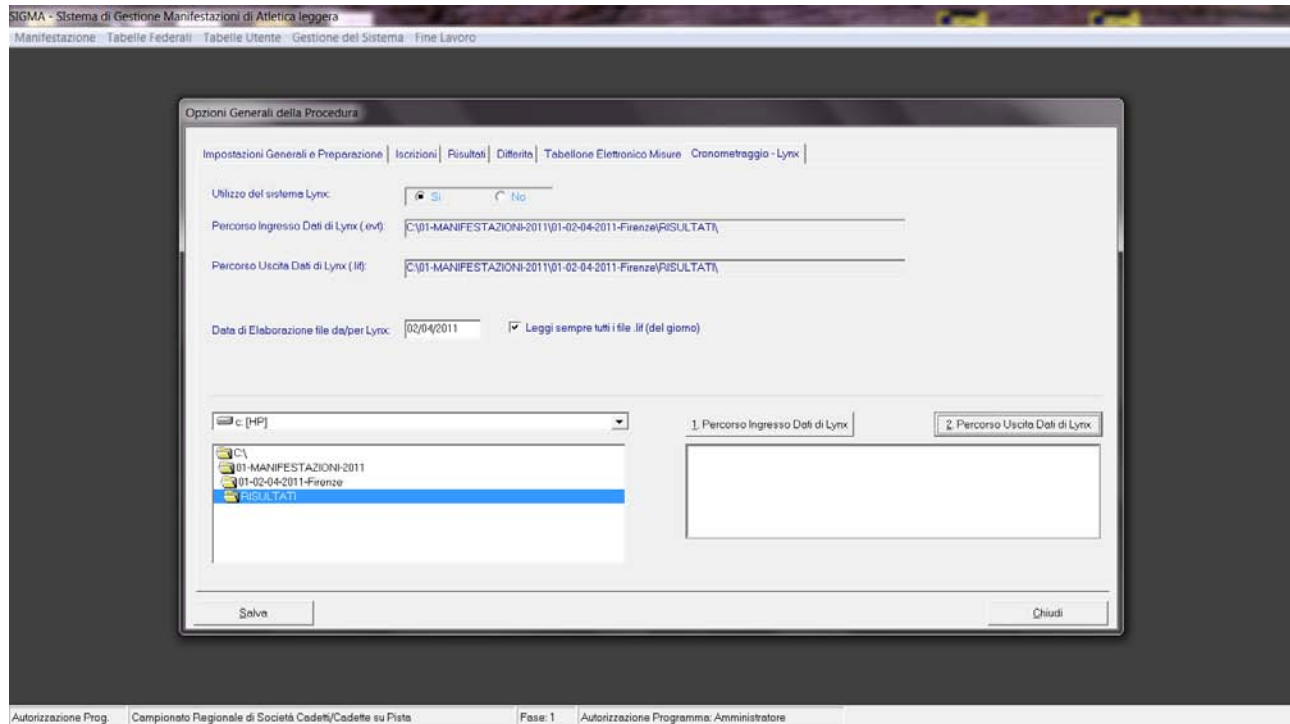 SIGMA - SIstema di Gestione Manifestazioni di Atletica leggera
Manifestazione Tabelle Federali Tabelle Utente Gestione del Sistema Fine Lavoro
Opzioni Generali della Procedura
Impostazioni Generali e Preparazione Iscrizioni Risultati Differita Tabellone Elettronico Misure Cronometraggio - Lynx
Utilizzo del sistema Lynx: Si No
Percorso Ingresso Dati di Lynx (.evt): C:\01-MANIFESTAZIONI-2011\01-02-04-2011-Firenze\RISULTATI\
Percorso Uscita Dati di Lynx (.lif): C:\01-MANIFESTAZIONI-2011\01-02-04-2011-Firenze\RISULTATI\
Data di Elaborazione file da/per Lynx: 02/04/2011 Leggi sempre tutti i file .lif (del giorno)
c: [HP] 1. Percorso Ingresso Dati di Lynx 2. Percorso Uscita Dati di Lynx
C:\
01-MANIFESTAZIONI-2011
01-02-04-2011-Firenze
RISULTATI
Salva Chiudi
Autorizzazione Prog. Campionato Regionale di Società Cadetti/Cadette su Pista Fase: 1 Autorizzazione Programma: Amministratore